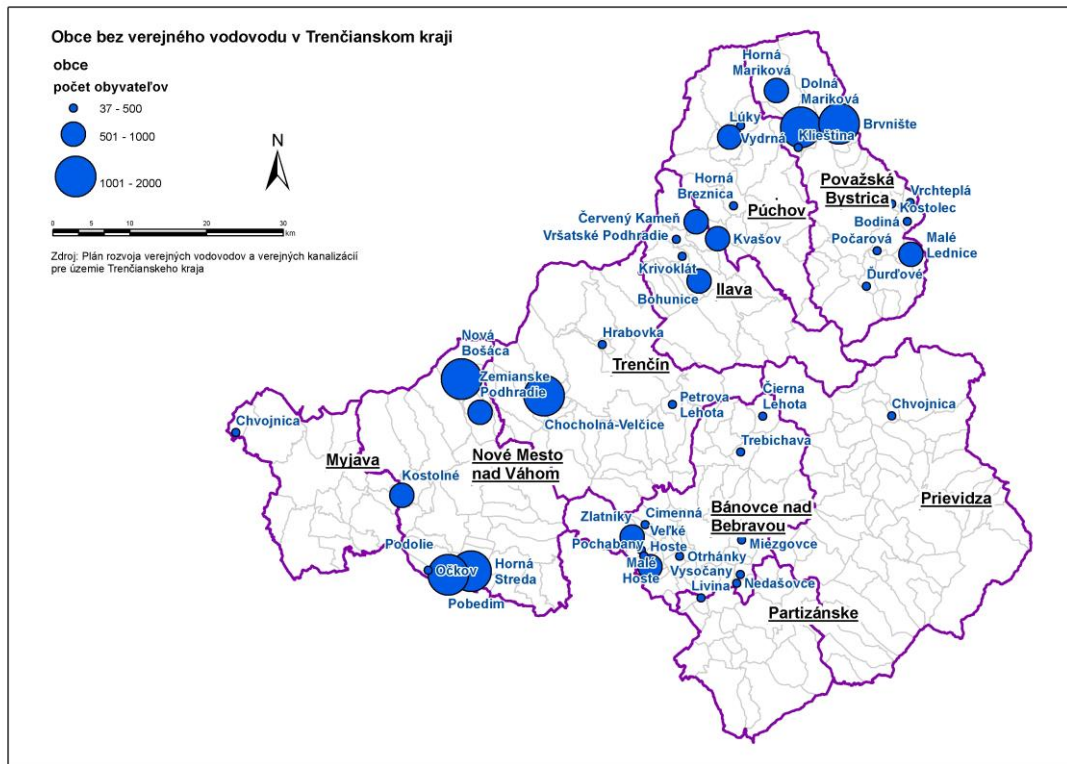 Obce bez verejného vodovodu v Trenčianskom kraji
obce
počet obyvateľov
37 - 500
501 - 1000
1001 - 2000
N
0 5 10 20 30
km
Zdroj: Plán rozvoja verejných vodovodov a verejných kanalizácií
pre územie Trenčianskeho kraja
Horná
Mariková
Dolná
Mariková
Brvnište
Lúky
Vydrná
Klieština
Považská
Bystrica
Vrchteplá
Kostolec
Bodiná
Počarová
Malé
Lednice
Ďurďové
Horná
Breznica
Púchov
Červený Kameň
Vršatské Podhradie
Kvašov
Krivoklát
Bohunice
Ilava
Hrabovka
Trenčín
Nová
Bošáca
Zemianske
Podhradie
Chocholná-Velčice
Petrova
Lehota
Čierna
Lehota
Trebichava
Chvojnica
Prievidza
Chvojnica
Myjava
Kostolné
Nové Mesto
nad Váhom
Podolie
Očkov
Horná
Streda
Pobedim
Zlatníky
Cimenná
Pochabany
Veľké
Hoste
Malé
Hoste
Bánovce nad
Bebravou
Miezgovce
Otrhánky
Vysočany
Livina
Nedašovce
Partizánske